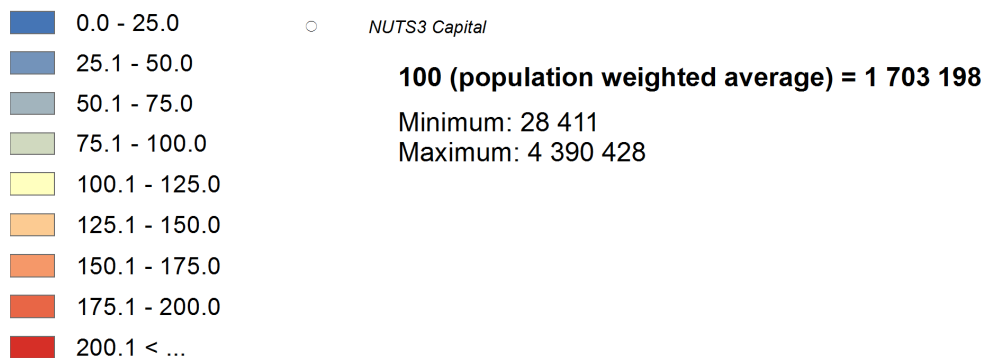 0.0 - 25.0
25.1 - 50.0
50.1 - 75.0
75.1 - 100.0
100.1 - 125.0
125.1 - 150.0
150.1 - 175.0
175.1 - 200.0
200.1 < ...
NUTS3 Capital
100 (population weighted average) = 1 703 198
Minimum: 28 411
Maximum: 4 390 428